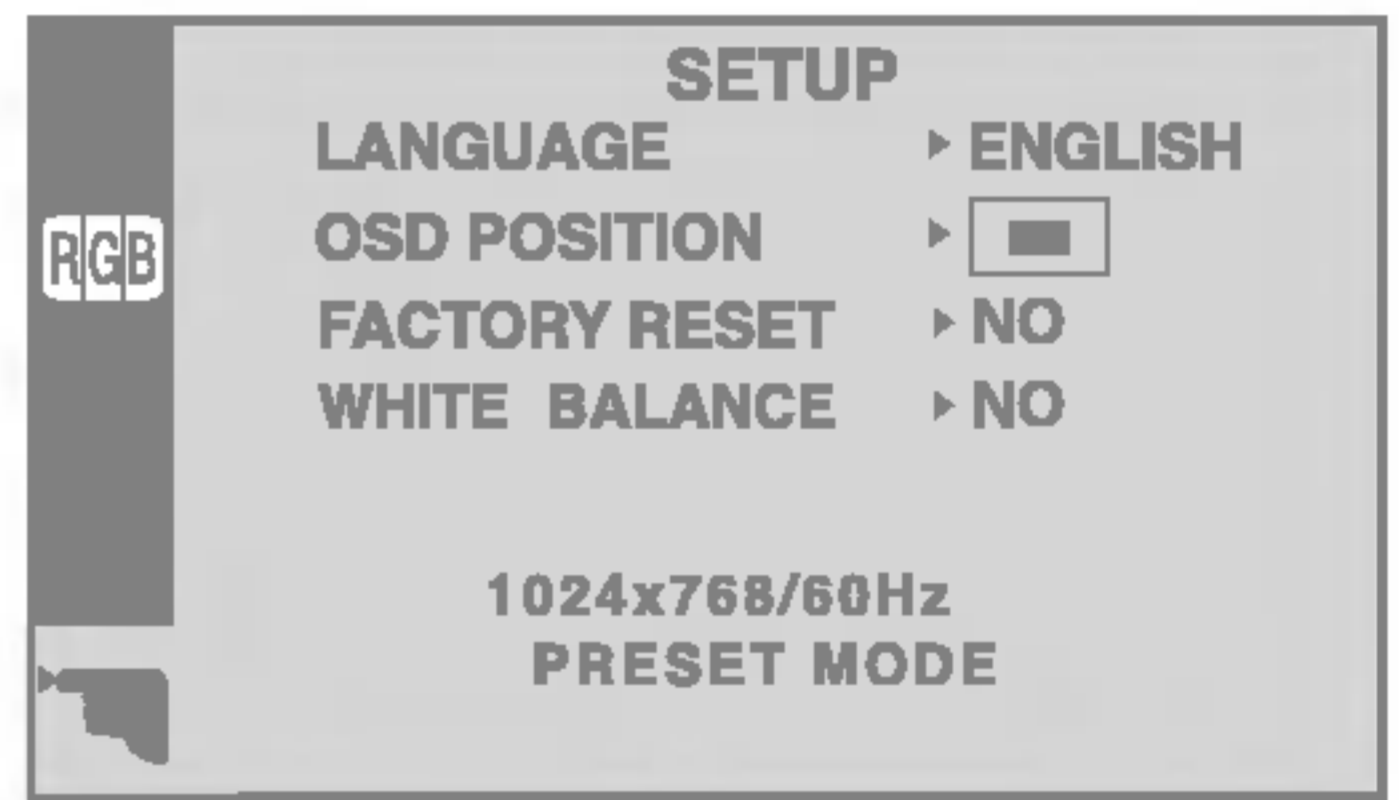 SETUP
LANGUAGE ENGLISH
RGB
OSD POSITION
FACTORY RESET NO
WHITE BALANCE NO
1024x768/60Hz
PRESET MODE